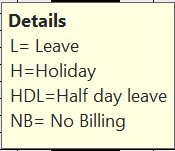 Details
L= Leave
H=Holiday
HDL=Half day leave
NB= No Billing